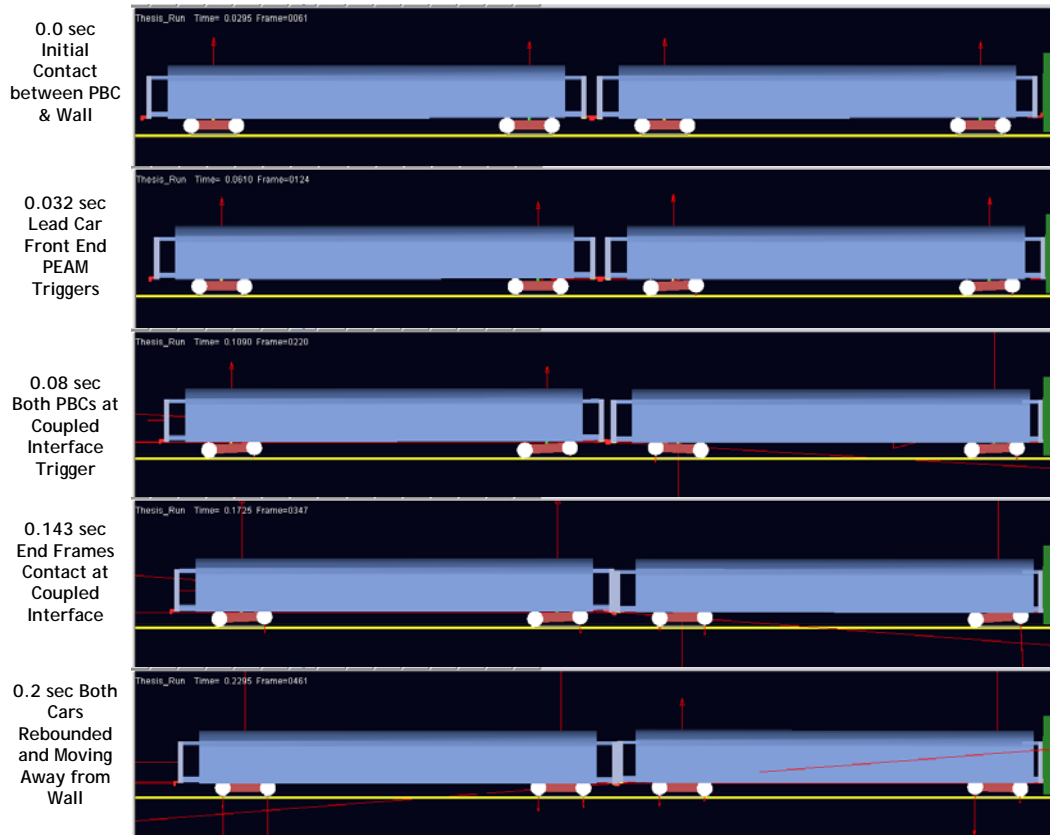 0.0 sec
Initial
Contact
between PBC
& Wall
Thesis_Run Time= 0.0295 Frame=0061
0.032 sec
Lead Car
Front End
PEAM
Triggers
Thesis_Run Time= 0.0610 Frame=0124
0.08 sec
Both PBCs at
Coupled
Interface
Trigger
Thesis_Run Time= 0.1090 Frame=0220
0.143 sec
End Frames
Contact at
Coupled
Interface
Thesis_Run Time= 0.1725 Frame=0347
0.2 sec Both
Cars
Rebounded
and Moving
Away from
Wall
Thesis_Run Time= 0.2295 Frame=0461